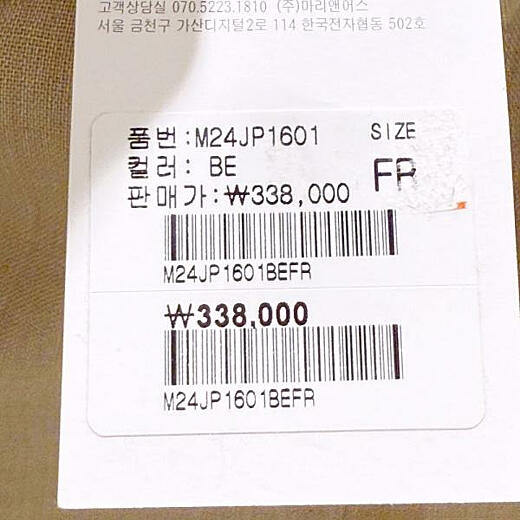 고객상담실 070.5223.1810 (주)마리앤어스
서울 금천구 가산디지털2로 114 한국전자협동 502호
품번:M24JP1601 SIZE
컬러: BE FR
판매가:₩338,000
M24JP1601BEFR
₩338,000
M24JP1601BEFR